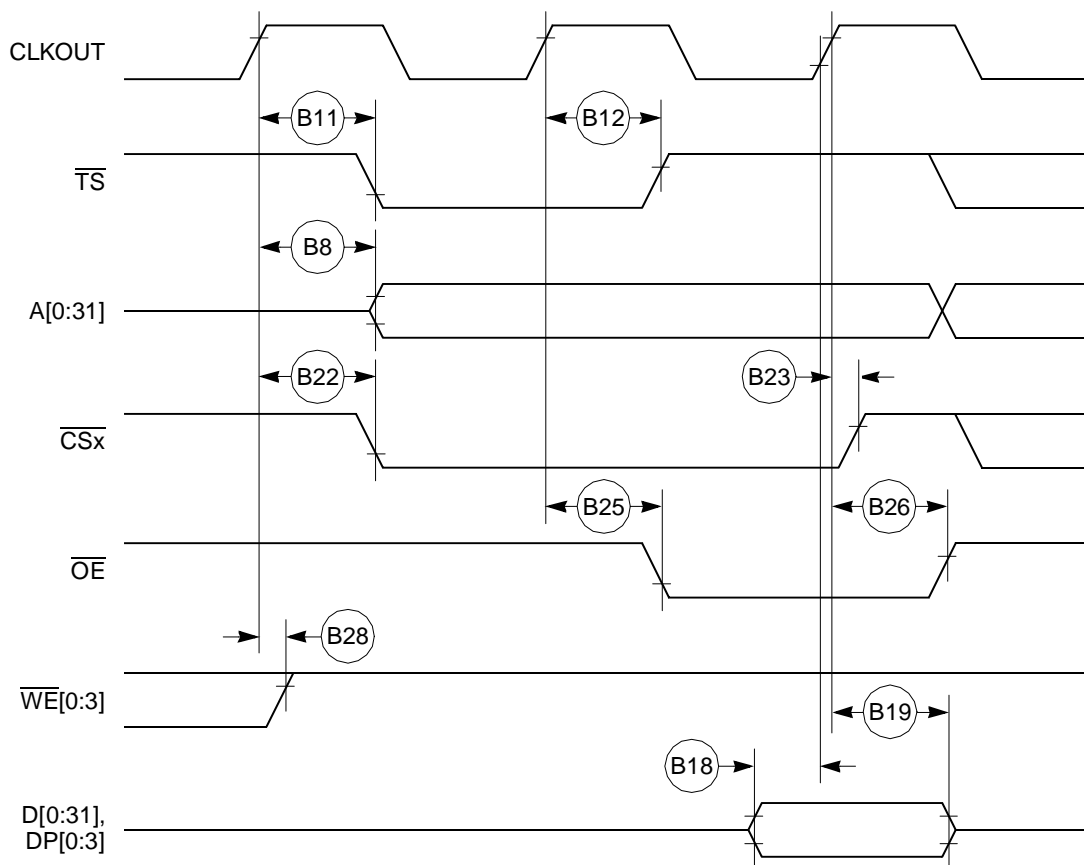 CLKOUT
B11
B12
TS
B8
A[0:31]
B22
B23
CSx
B25
B26
OE
B28
WE[0:3]
B19
B18
D[0:31],
DP[0:3]